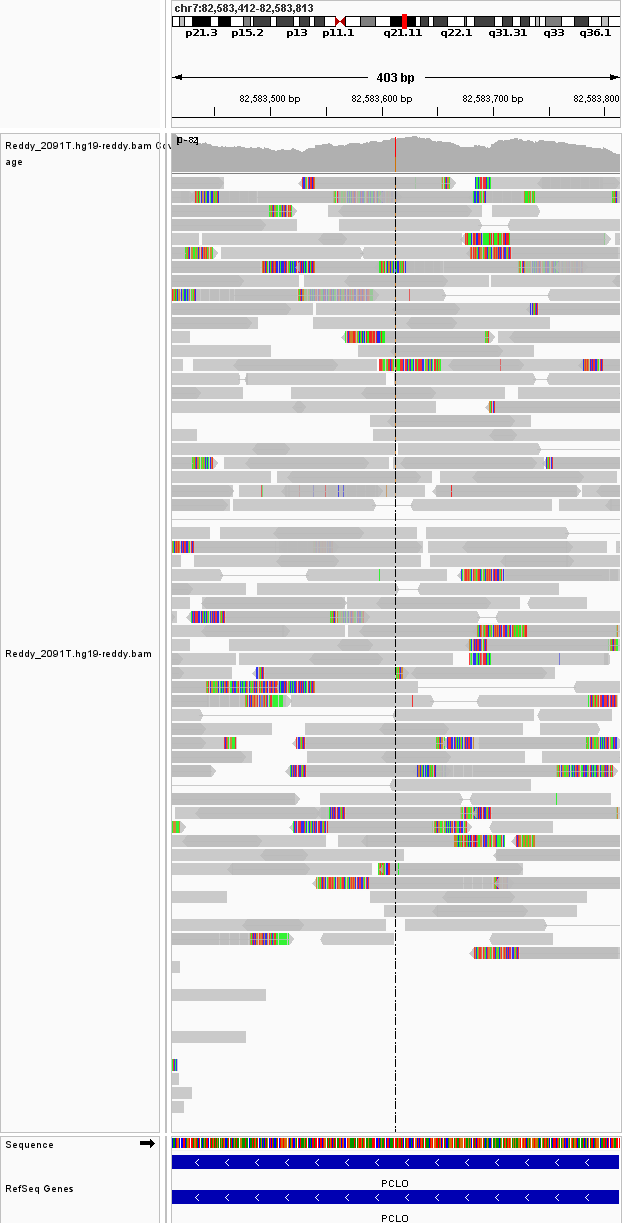 chr7:82,583,412-82,583,813
p21.3 p15.2 p13 p11.1 q21.11 q22.1 q31.31 q33 q36.1
403 bp
82,583,500 bp 82,583,600 bp 82,583,700 bp 82,583,800
Reddy_2091T.hg19-reddy.bam Cov
age
Reddy_2091T.hg19-reddy.bam
Sequence
RefSeq Genes
PCLO
PCLO